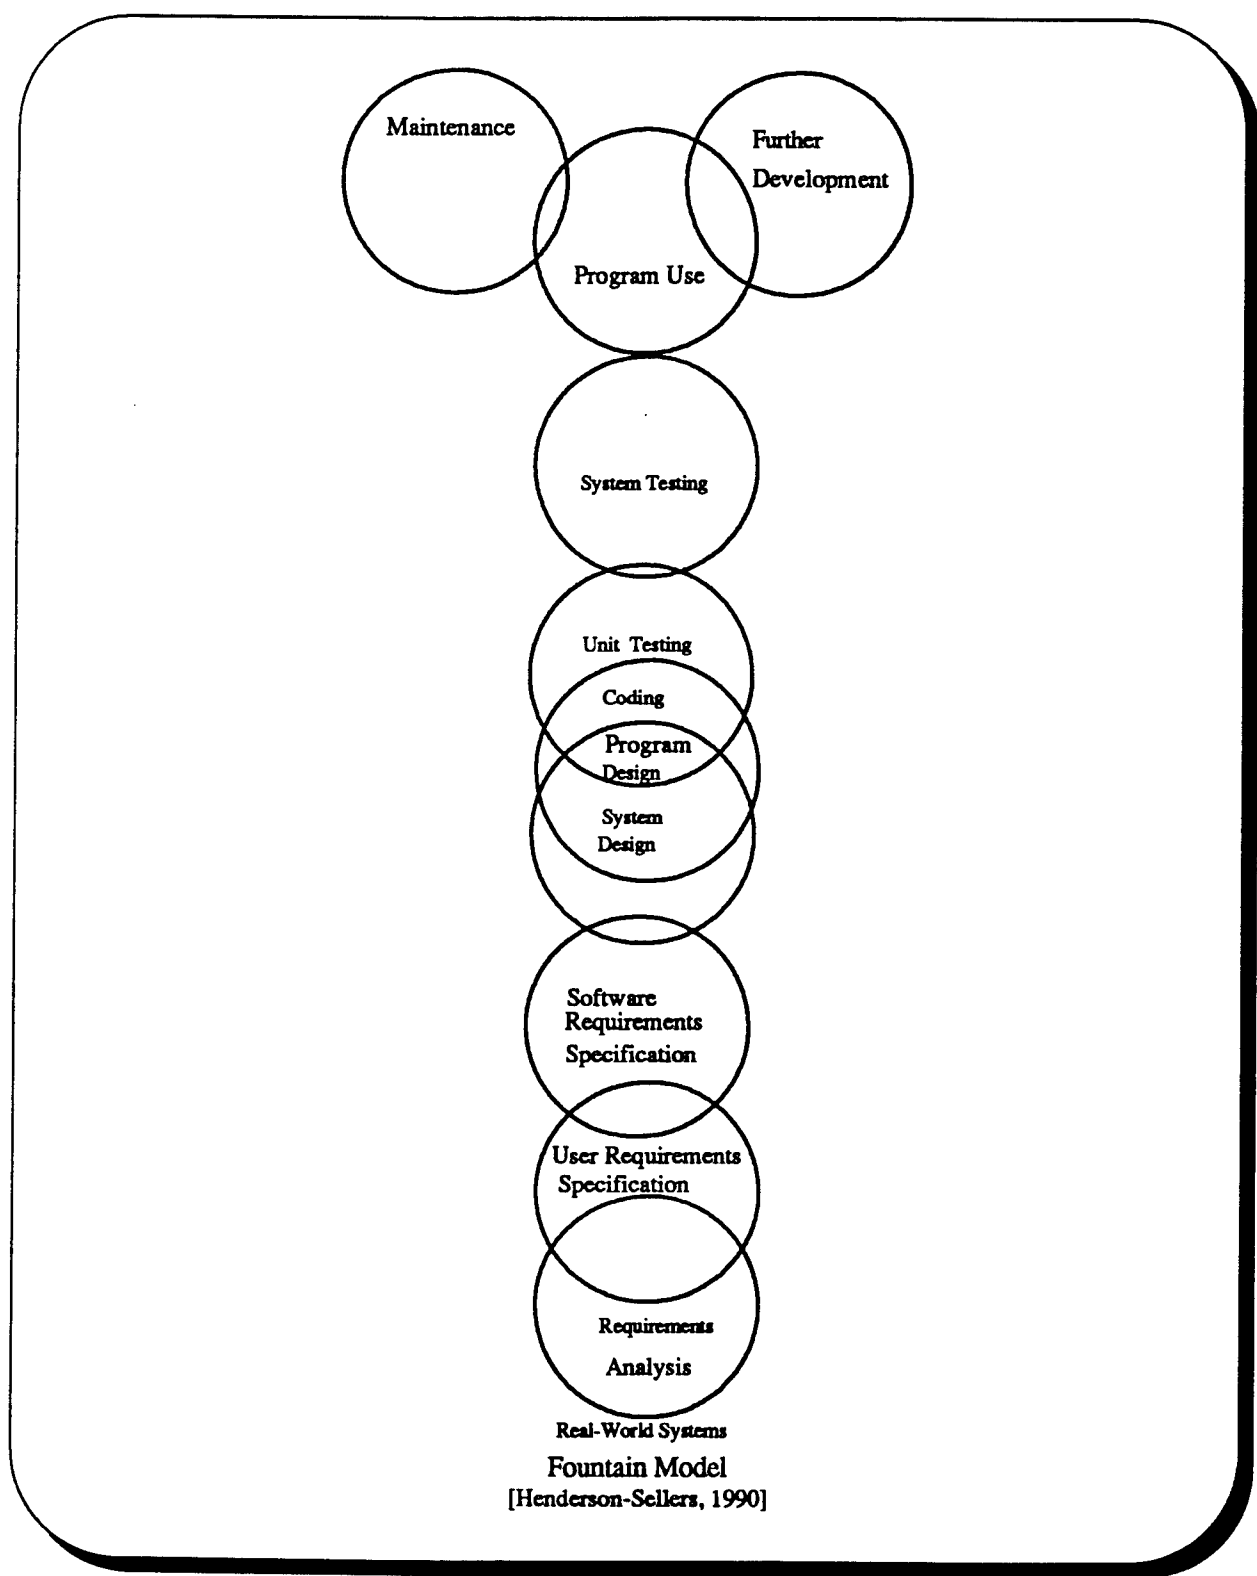 Maintenance
Further
Development
Program Use
System Testing
Unit Testing
Coding
Program
Design
System
Design
Software
Requirements
Specification
User Requirements
Specification
Requirements
Analysis
Real-World Systems
Fountain Model
[Henderson-Sellers, 1990]